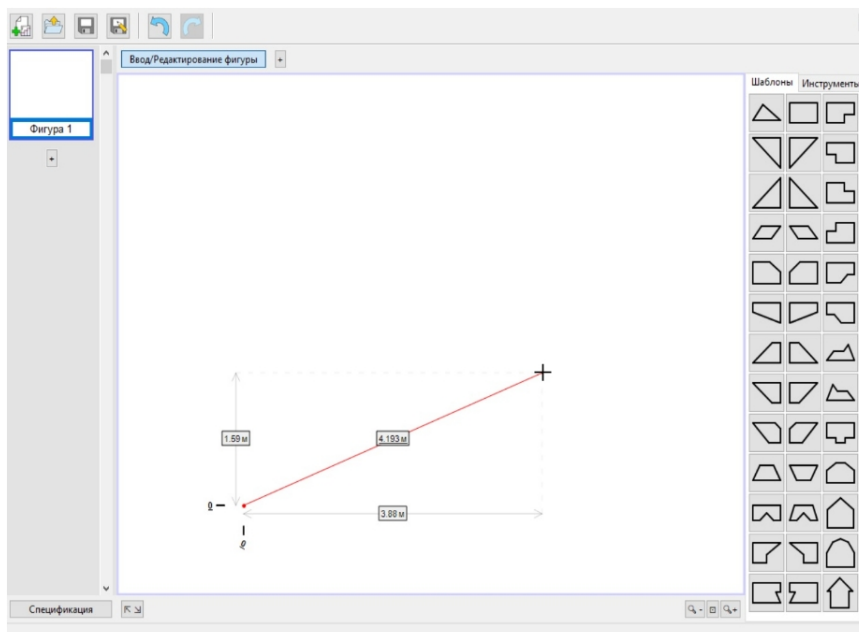 Ввод/Редактирование фигуры +
Шаблоны Инструменты
Фигура 1
+
1.59 м
4.193 м
3.88 м
Спецификация